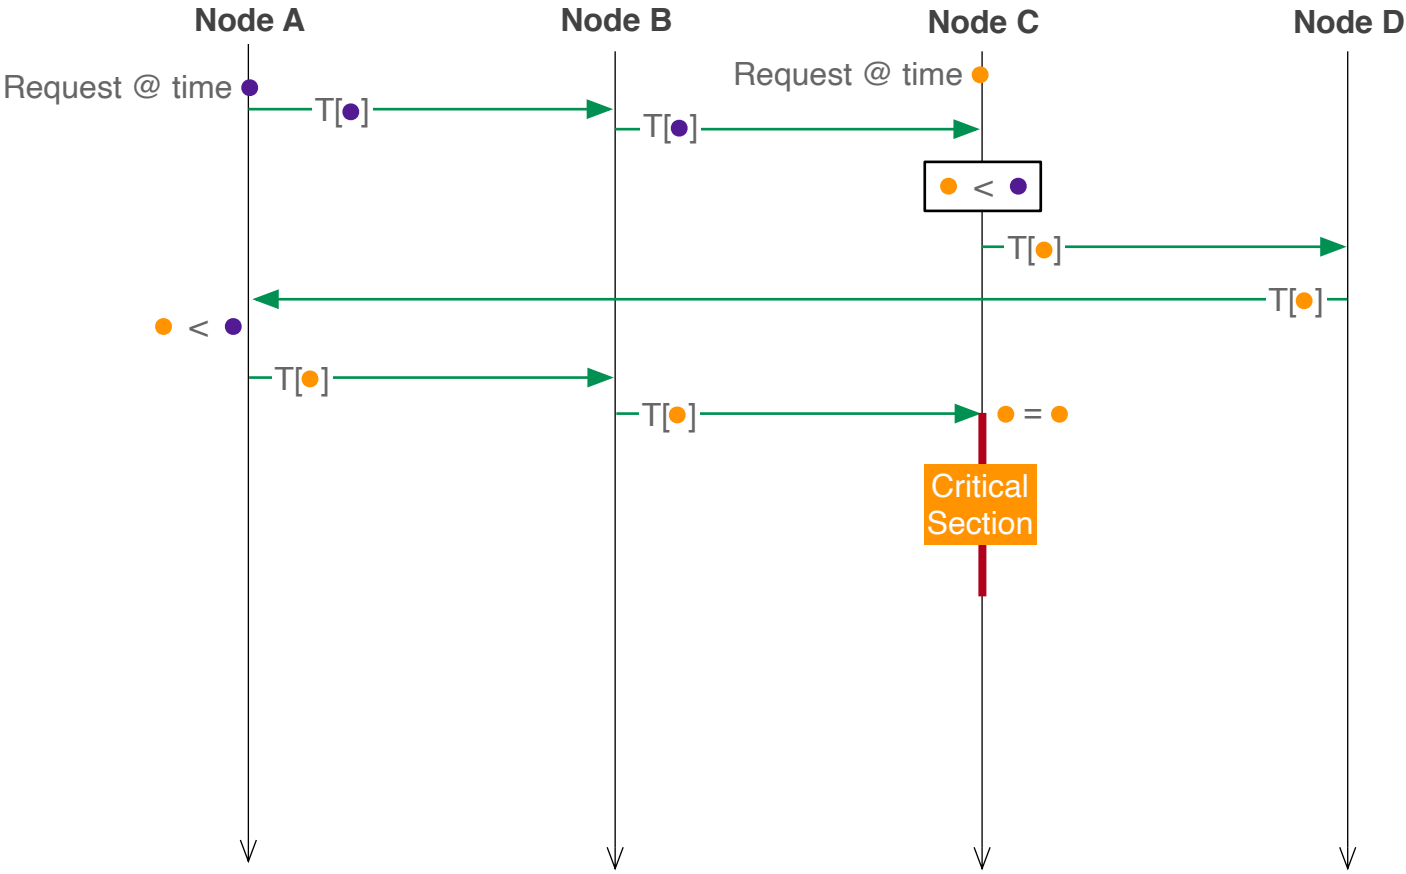 Node A
Node B
Node C
Node D
Request @ time
Request @ time
T[●]
T[●]
● < ●
T[●]
T[●]
● < ●
T[●]
T[●]
● = ●
Critical
Section